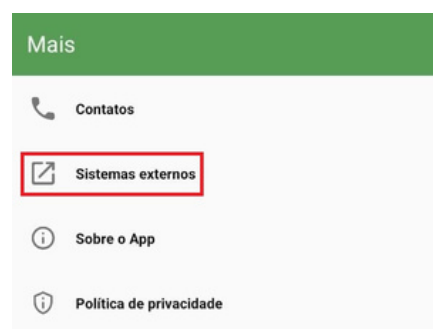 Mais
Contatos
Sistemas externos
Sobre o App
Política de privacidade